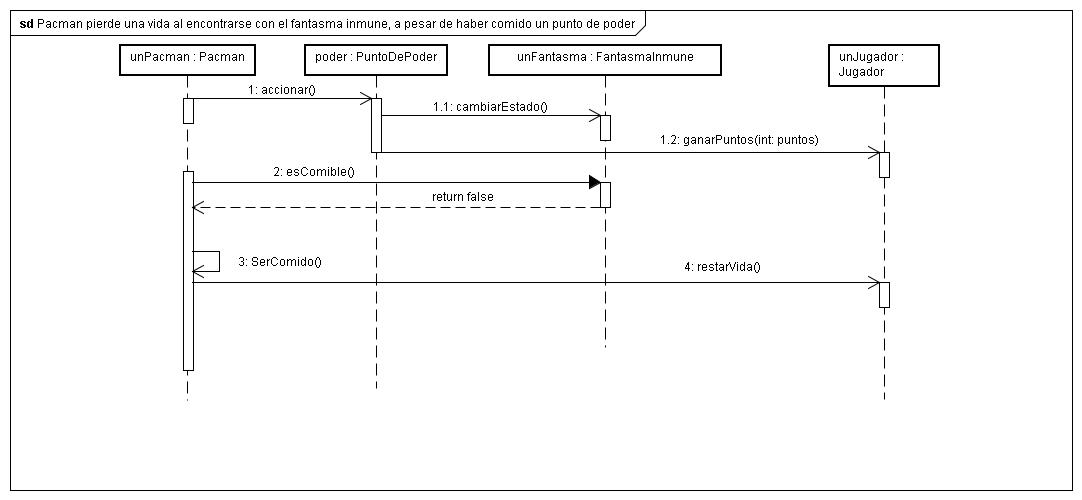 sd Pacman pierde una vida al encontrarse con el fantasma inmune, a pesar de haber comido un punto de poder
unPacman : Pacman
poder : PuntoDePoder
unFantasma : FantasmaInmune
unJugador :
Jugador
1: accionar()
1.1: cambiarEstado()
1.2: ganarPuntos(int: puntos)
2: esComible()
return false
3: SerComido()
4: restarVida()